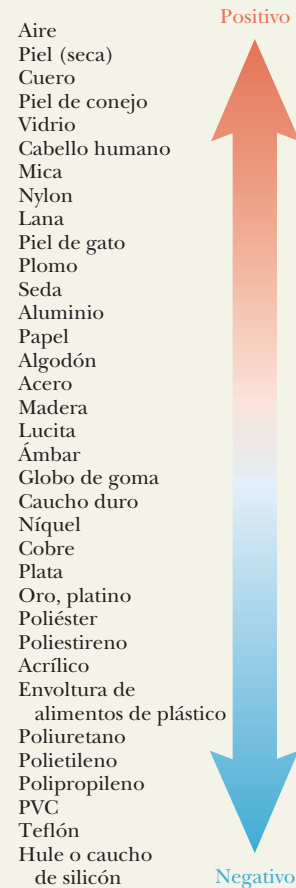 Positivo
Aire
Piel (seca)
Cuero
Piel de conejo
Vidrio
Cabello humano
Mica
Nylon
Lana
Piel de gato
Plomo
Seda
Aluminio
Papel
Algodón
Acero
Madera
Lucita
Ámbar
Globo de goma
Caucho duro
Níquel
Cobre
Plata
Oro, platino
Poliéster
Poliestireno
Acrílico
Envoltura de
alimentos de plástico
Poliuretano
Polietileno
Polipropileno
PVC
Teflón
Hule o caucho
de silicón
Negativo